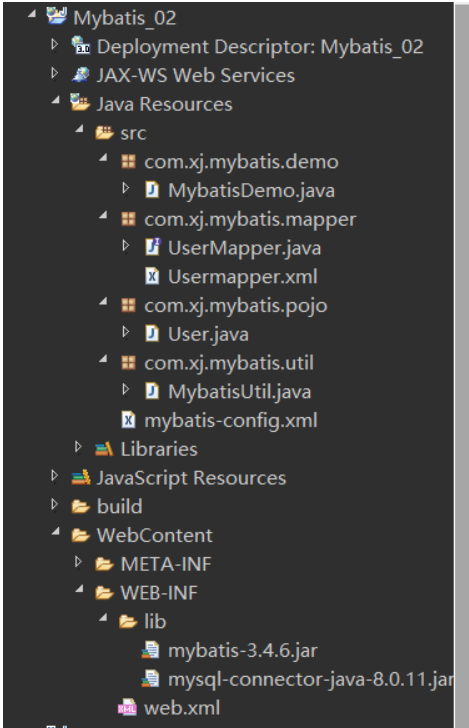 Mybatis_02
Deployment Descriptor: Mybatis_02
JAX-WS Web Services
Java Resources
src
com.xj.mybatis.demo
MybatisDemo.java
com.xj.mybatis.mapper
UserMapper.java
Usermapper.xml
com.xj.mybatis.pojo
User.java
com.xj.mybatis.util
MybatisUtil.java
mybatis-config.xml
Libraries
JavaScript Resources
build
WebContent
META-INF
WEB-INF
lib
mybatis-3.4.6.jar
mysql-connector-java-8.0.11.jar
web.xml